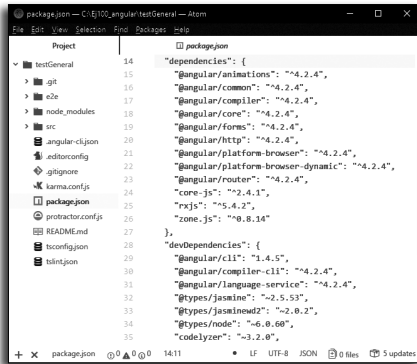 package.json — C:\Ej100_angular\testGeneral — Atom
File Edit View Selection Find Packages Help
Project
package.json
testGeneral
.git
e2e
node_modules
src
.angular-cli.json
.editorconfig
.gitignore
karma.conf.js
package.json
protractor.conf.js
README.md
tsconfig.json
tslint.json
14 "dependencies": {
15 "@angular/animations": "^4.2.4",
16 "@angular/common": "^4.2.4",
17 "@angular/compiler": "^4.2.4",
18 "@angular/core": "^4.2.4",
19 "@angular/forms": "^4.2.4",
20 "@angular/http": "^4.2.4",
21 "@angular/platform-browser": "^4.2.4",
22 "@angular/platform-browser-dynamic": "^4.2.4",
23 "@angular/router": "^4.2.4",
24 "core-js": "^2.4.1",
25 "rxjs": "^5.4.2",
26 "zone.js": "^0.8.14"
27 },
28 "devDependencies": {
29 "@angular/cli": "1.4.5",
30 "@angular/compiler-cli": "^4.2.4",
31 "@angular/language-service": "^4.2.4",
32 "@types/jasmine": "~2.5.53",
33 "@types/jasminewd2": "~2.0.2",
34 "@types/node": "~6.0.60",
35 "codelyzer": "~3.2.0",
package.json 0 0 0 14:11 LF UTF-8 JSON 0 files 5 updates